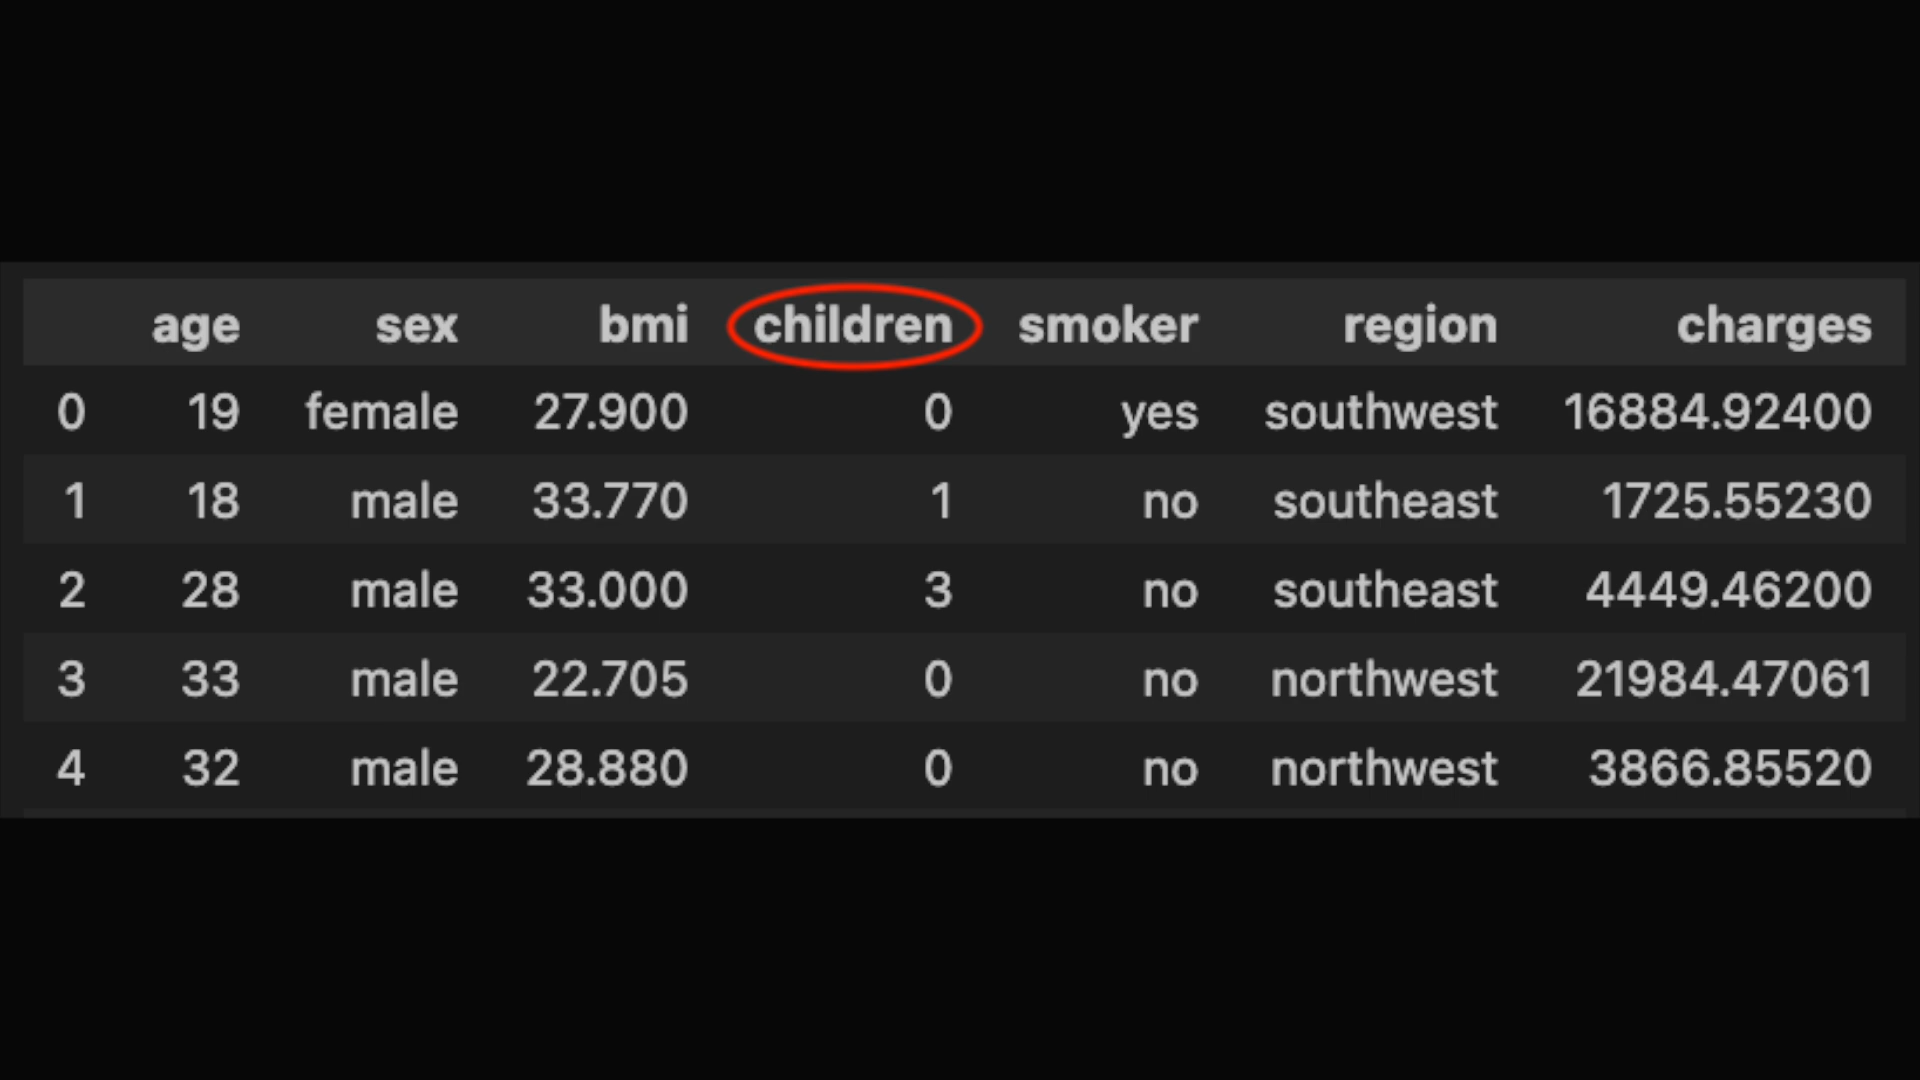 age sex bmi children smoker region charges
0 19 female 27.900 0 yes southwest 16884.92400
1 18 male 33.770 1 no southeast 1725.55230
2 28 male 33.000 3 no southeast 4449.46200
3 33 male 22.705 0 no northwest 21984.47061
4 32 male 28.880 0 no northwest 3866.85520